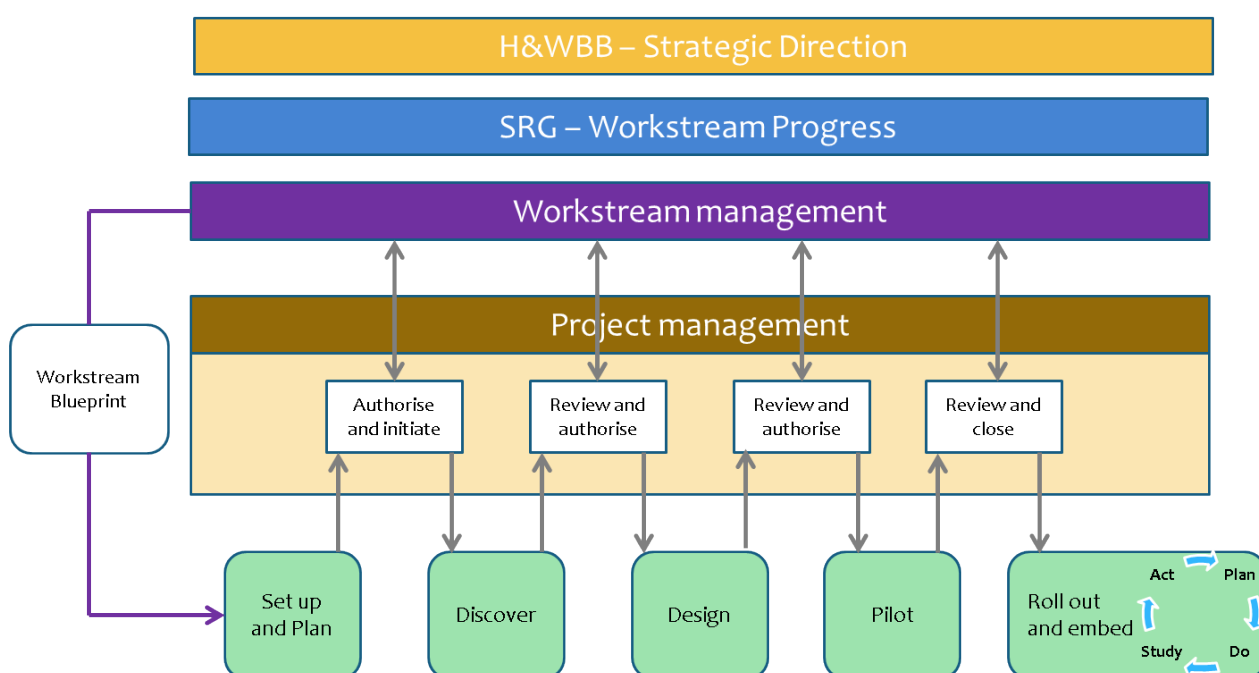 H&WBB – Strategic Direction
SRG – Workstream Progress
Workstream management
Project management
Workstream
Blueprint
Authorise
and initiate
Review and
authorise
Review and
authorise
Review and
close
Set up
and Plan
Discover
Design
Pilot
Roll out
and embed
Act
Plan
Study
Do